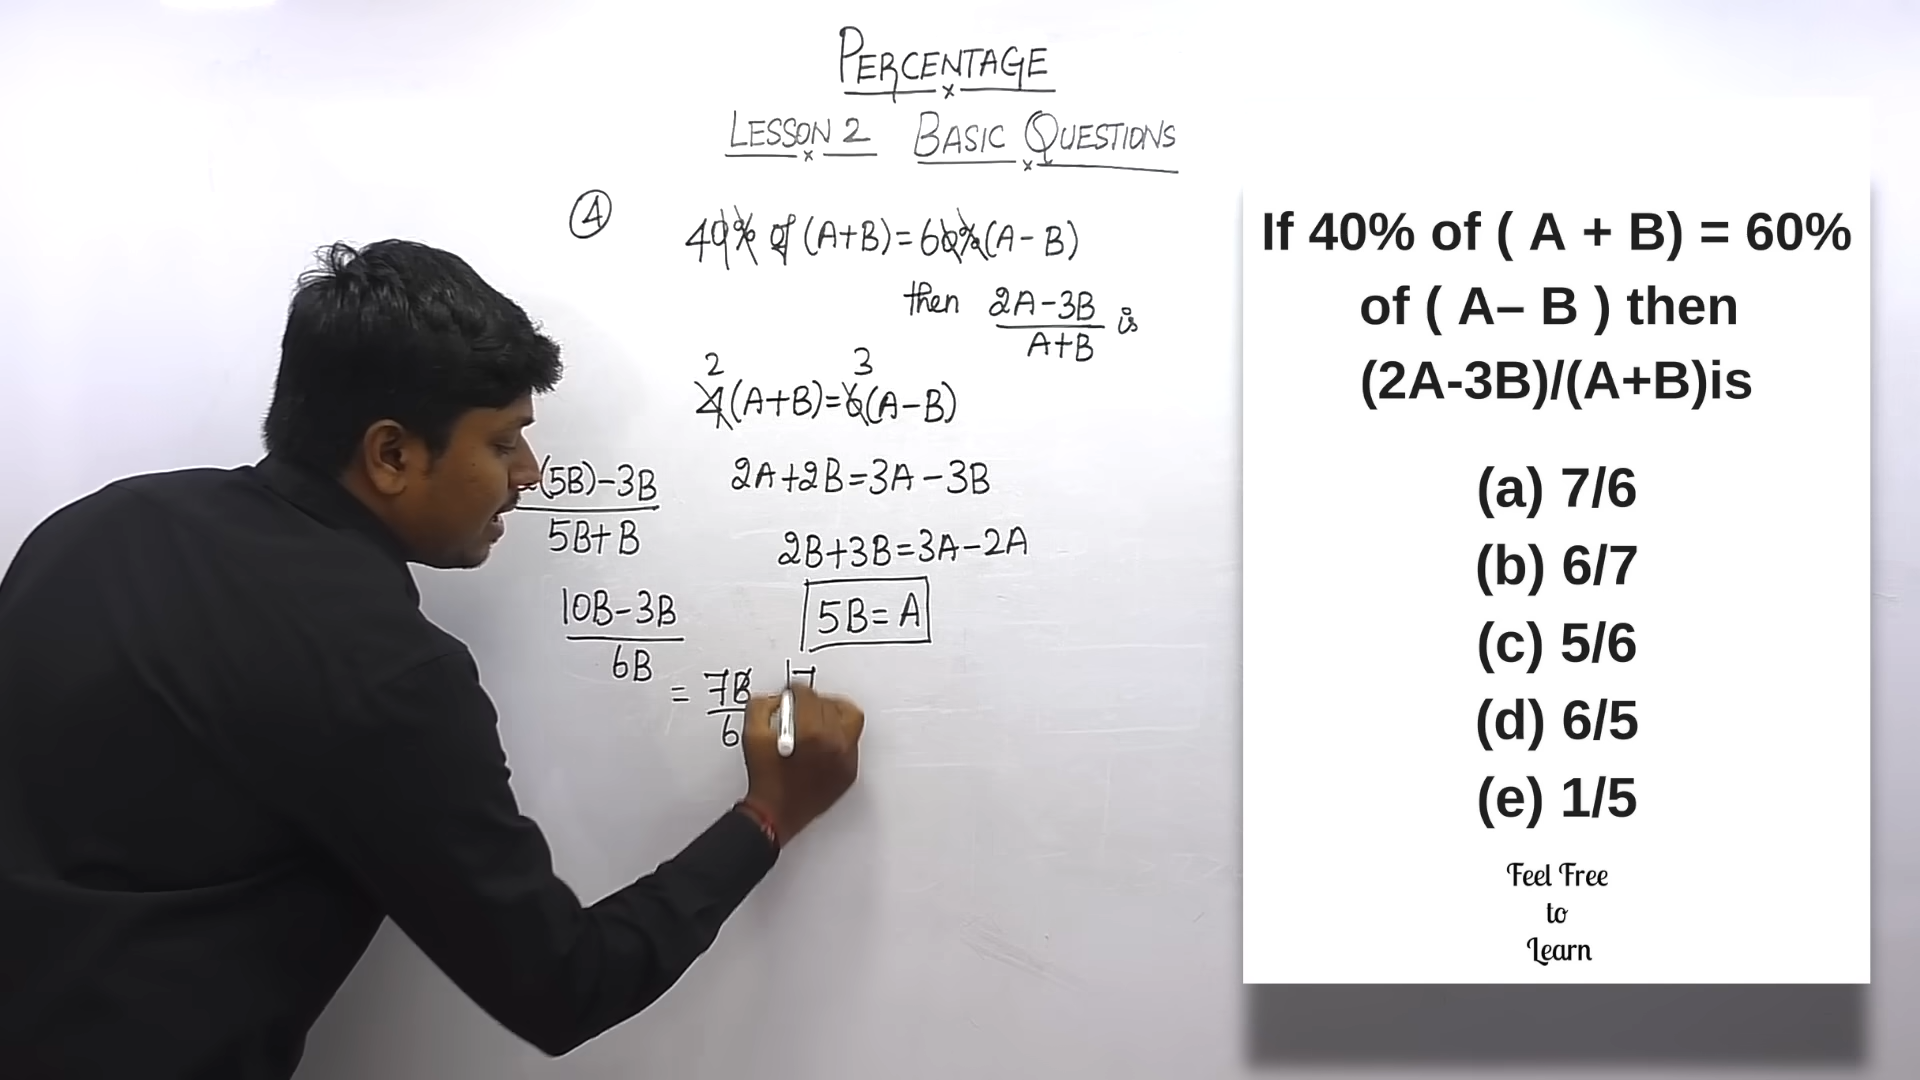 PERCENTAGE
LESSON 2 BASIC QUESTIONS
4
40% of (A+B)=60%(A-B)
then 2A-3B/A+B is
2 3
4(A+B)=6(A-B)
2A+2B=3A-3B
2B+3B=3A-2A
5B=A
(5B)-3B
5B+B
10B-3B
6B
= 7B
6
7
If 40% of ( A + B) = 60%
of ( A– B ) then
(2A-3B)/(A+B)is
(a) 7/6
(b) 6/7
(c) 5/6
(d) 6/5
(e) 1/5
Feel Free
to
Learn